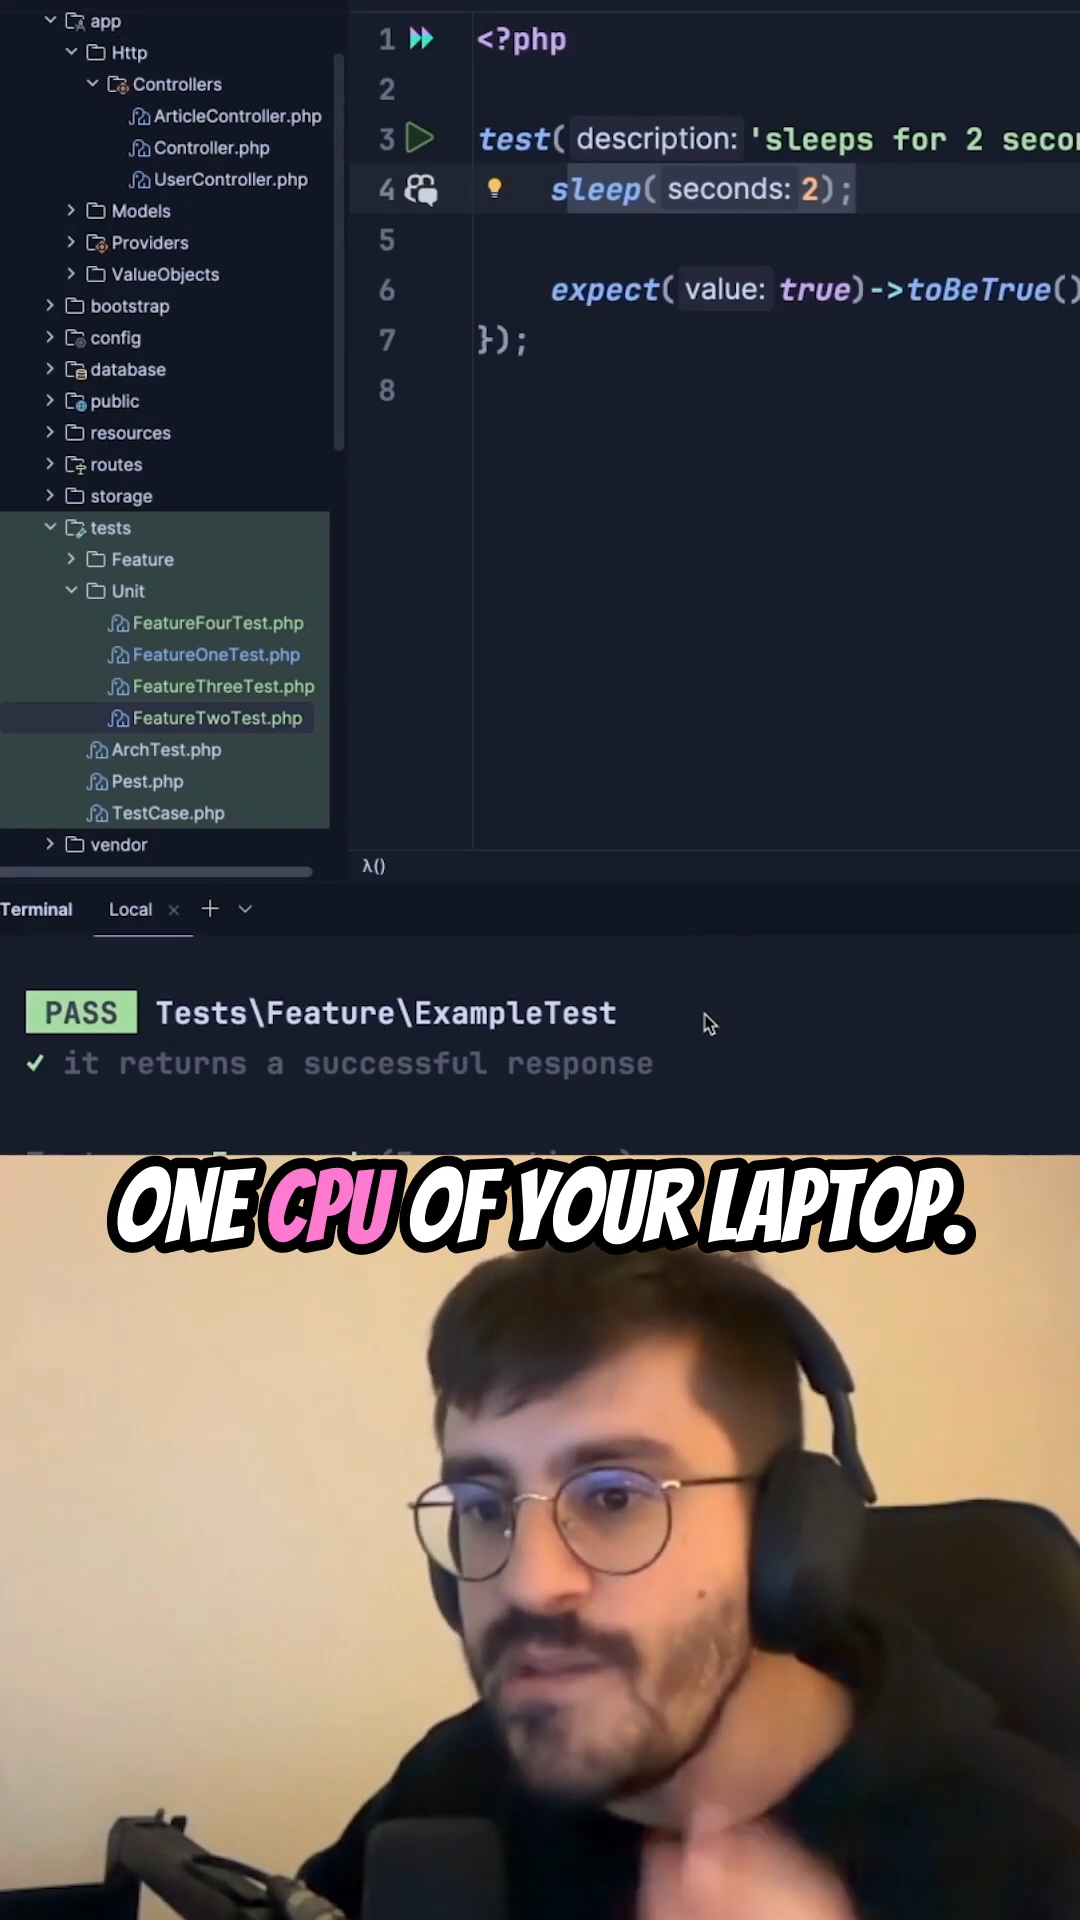 app
Http
Controllers
ArticleController.php
Controller.php
UserController.php
Models
Providers
ValueObjects
bootstrap
config
database
public
resources
routes
storage
tests
Feature
Unit
FeatureFourTest.php
FeatureOneTest.php
FeatureThreeTest.php
FeatureTwoTest.php
ArchTest.php
Pest.php
TestCase.php
vendor
1 <?php
2
3 test( description: 'sleeps for 2 seco
4 sleep( seconds: 2);
5
6 expect( value: true)->toBeTrue()
7 });
8
λ()
Terminal Local × +
PASS Tests\Feature\ExampleTest
✓ it returns a successful response
ONE CPU OF YOUR LAPTOP.